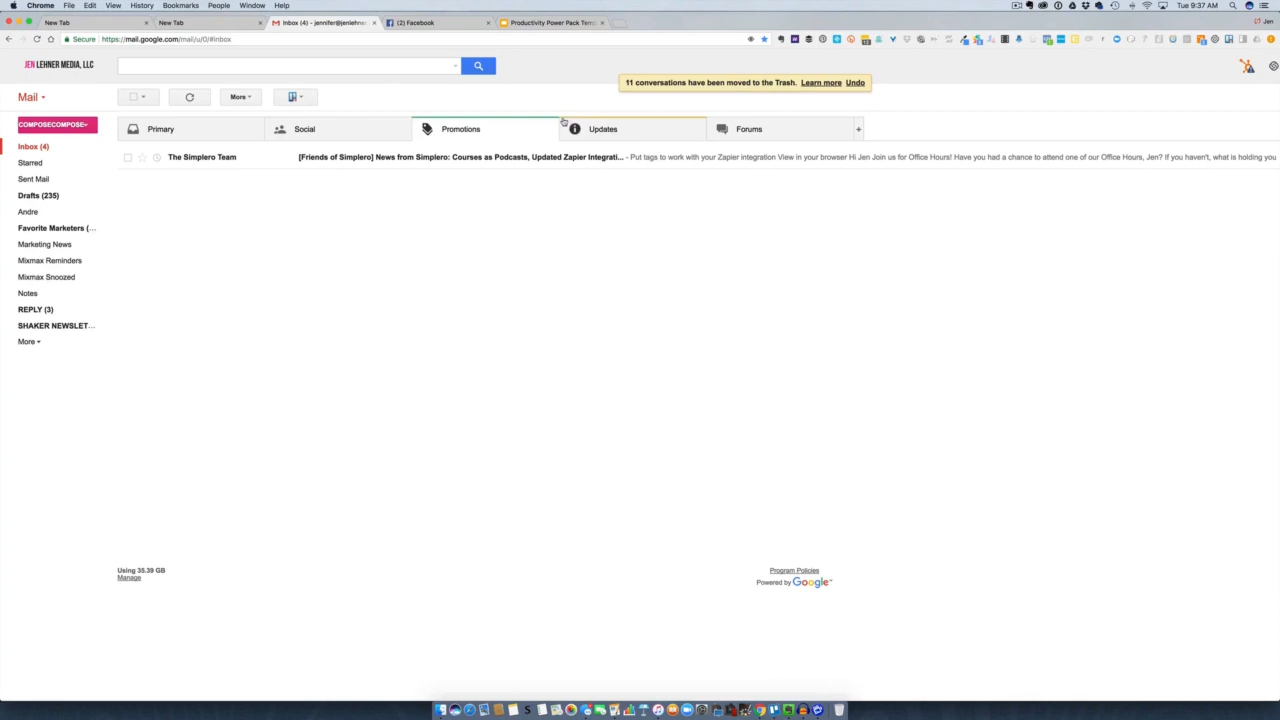 Chrome File Edit View History Bookmarks People Window Help
Tue 9:37 AM
New Tab
New Tab
Inbox (4) - jennifer@jenlehner
(2) Facebook
Productivity Power Pack Tem
Jen
Secure https://mail.google.com/mail/u/0/#inbox
JEN LEHNER MEDIA, LLC
11 conversations have been moved to the Trash. Learn more Undo
Mail
More
COMPOSECOMPOSE
Primary
Social
Promotions
Updates
Forums
+
Inbox (4)
The Simplero Team
[Friends of Simplero] News from Simplero: Courses as Podcasts, Updated Zapier Integrati... - Put tags to work with your Zapier integration View in your browser Hi Jen Join us for Office Hours! Have you had a chance to attend one of our Office Hours, Jen? If you haven't, what is holding you
Starred
Sent Mail
Drafts (235)
Andre
Favorite Marketers (...
Marketing News
Mixmax Reminders
Mixmax Snoozed
Notes
REPLY (3)
SHAKER NEWSLET...
More
Using 35.39 GB
Manage
Program Policies
Powered by Google